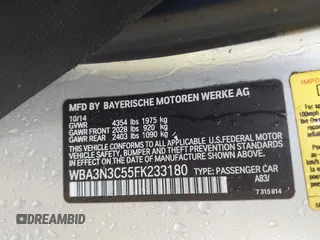 MFD BY BAYERISCHE MOTOREN WERKE AG
10/14
GVWR 4354 lbs 1975 kg
GAWR FRONT 2028 lbs 920 kg
GAWR REAR 2403 lbs 1090 kg
THIS VEHICLE CONFORMS TO ALL APPLICABLE U.S. FEDERAL MOTOR
VEHICLE SAFETY, BUMPER, AND THEFT PREVENTION STANDARDS
IN EFFECT ON THE DATE OF MANUFACTURE SHOWN ABOVE.
WBA3N3C55FK233180 TYPE: PASSENGER CAR
A83/
7 315 814
100mph
DREAMBID